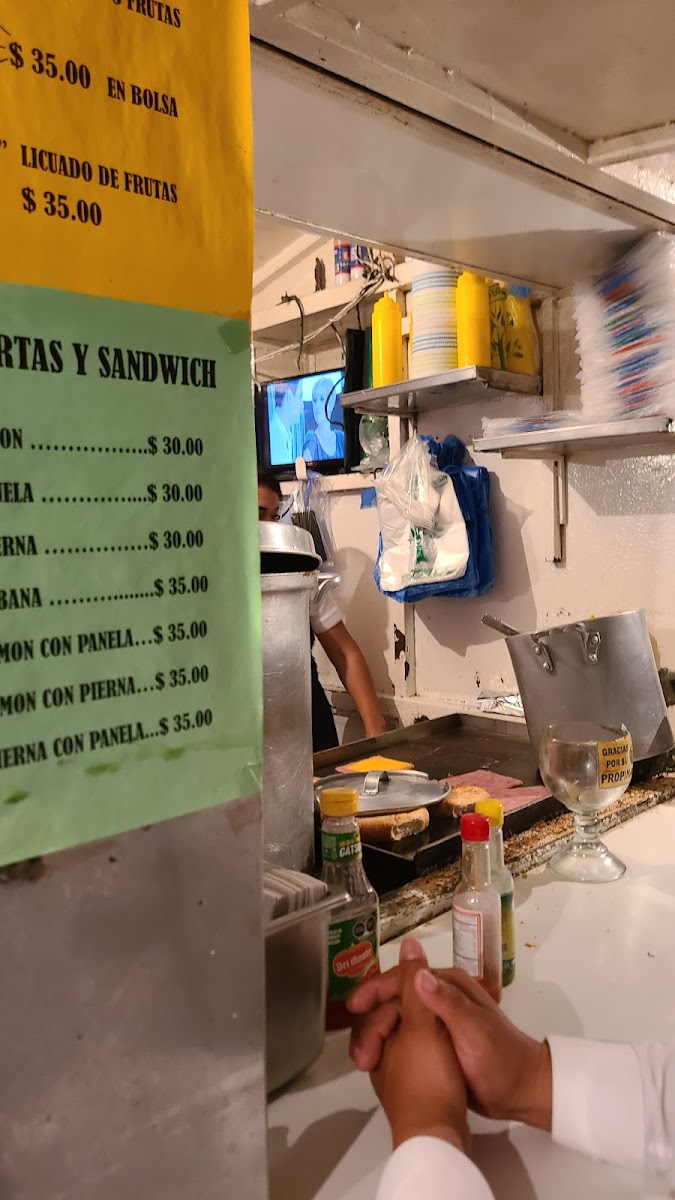 FRUTAS
$ 35.00 EN BOLSA
" LICUADO DE FRUTAS
$ 35.00
RTAS Y SANDWICH
ON ..................$ 30.00
ELA ................$ 30.00
ERNA ...............$ 30.00
BANA ..................$ 35.00
MON CON PANELA...$ 35.00
MON CON PIERNA...$ 35.00
IERNA CON PANELA...$ 35.00
GRACIAS
POR SU
PROPINA
CATSU
Del Monte